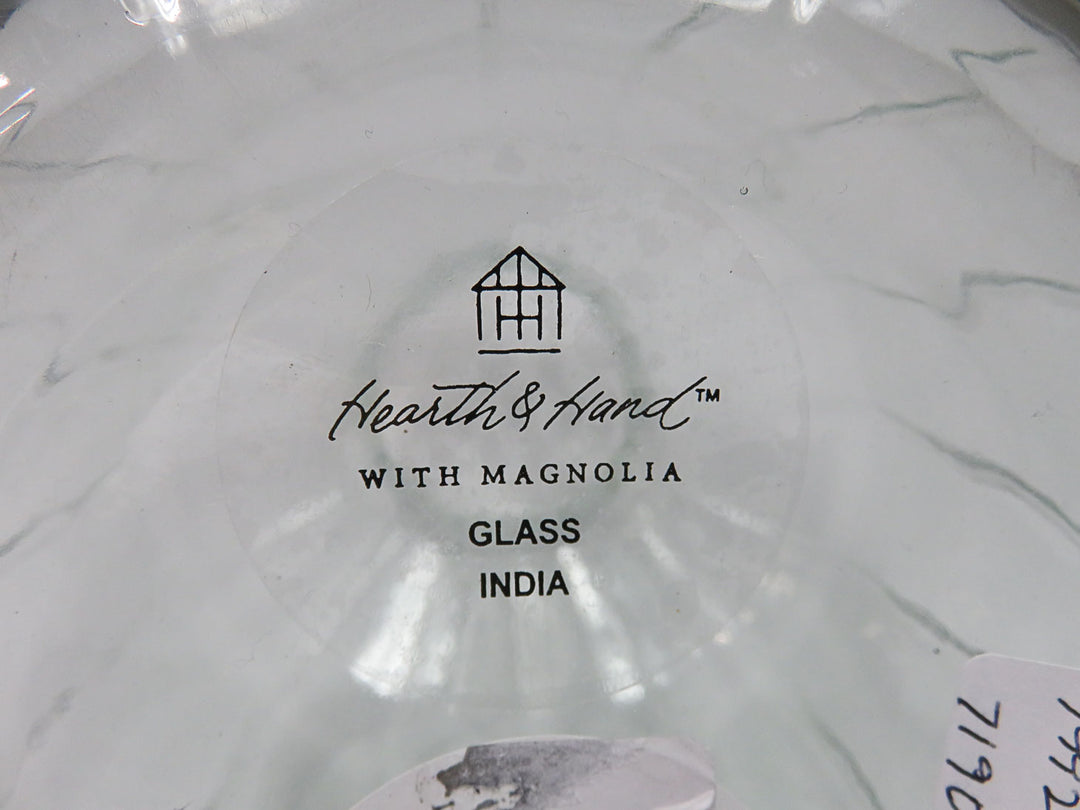 Hearth & Hand™
WITH MAGNOLIA
GLASS
INDIA